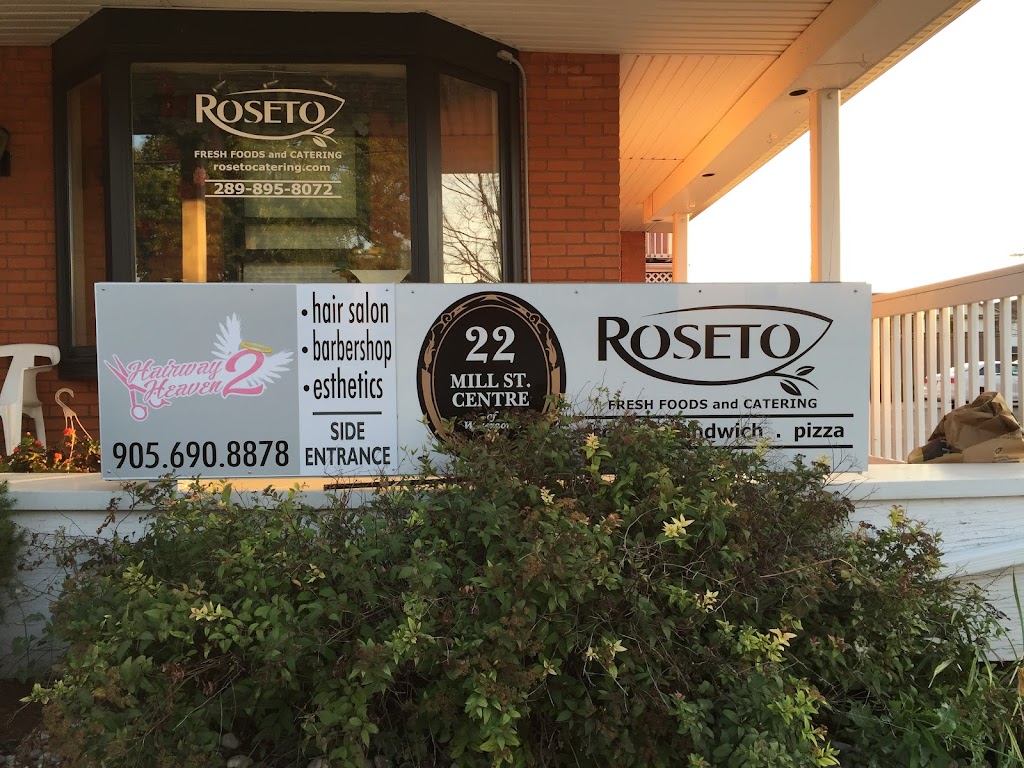 ROSETO
FRESH FOODS and CATERING
rosetocatering.com
289-895-8072
Hairway 2
Heaven
905.690.8878
• hair salon
• barbershop
• esthetics
SIDE
ENTRANCE
22
MILL ST.
CENTRE
of
ROSETO
FRESH FOODS and CATERING
. pizza